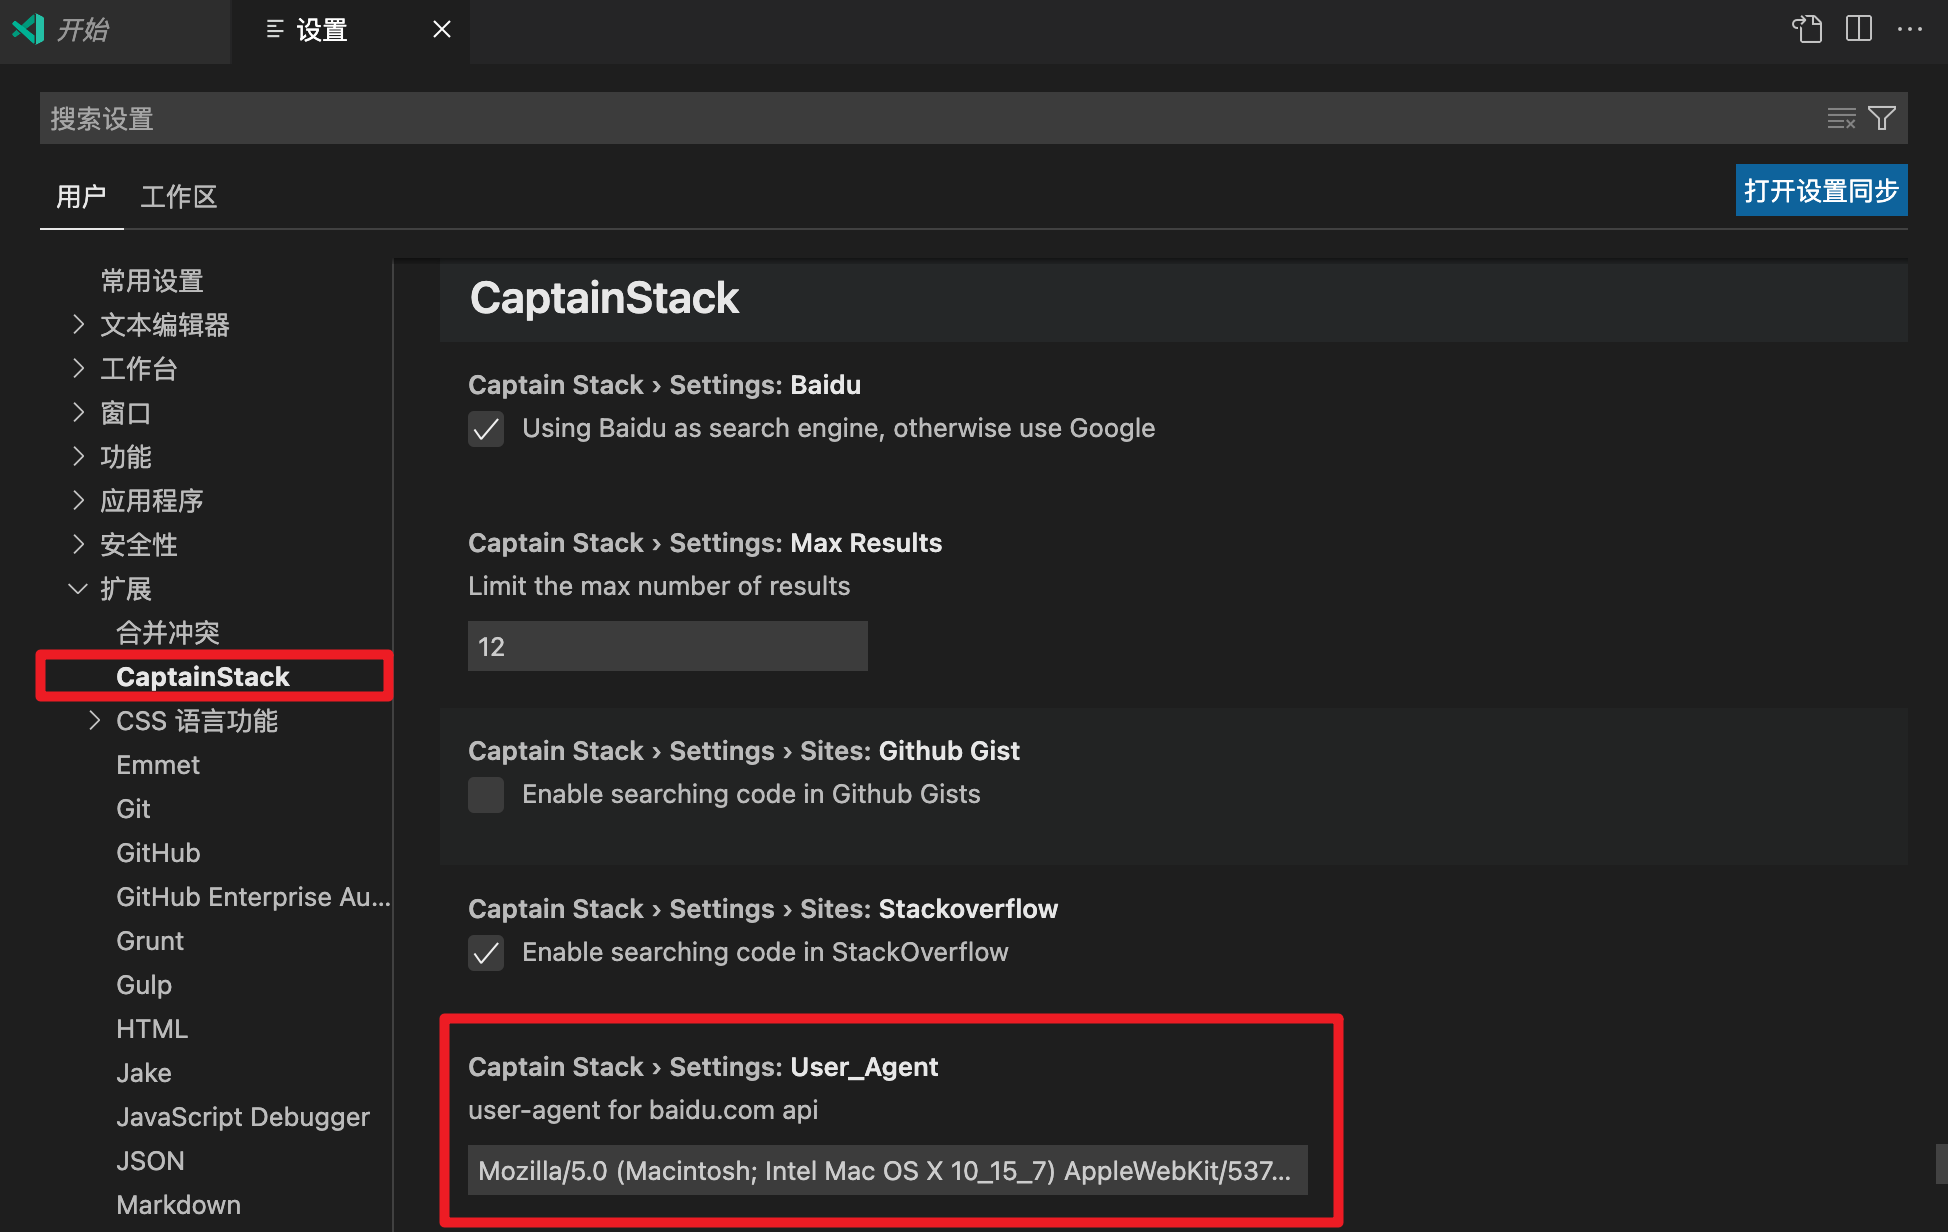 开始
设置
搜索设置
用户
工作区
打开设置同步
常用设置
文本编辑器
工作台
窗口
功能
应用程序
安全性
扩展
合并冲突
CaptainStack
CSS 语言功能
Emmet
Git
GitHub
GitHub Enterprise Au...
Grunt
Gulp
HTML
Jake
JavaScript Debugger
JSON
Markdown
CaptainStack
Captain Stack › Settings: Baidu
Using Baidu as search engine, otherwise use Google
Captain Stack › Settings: Max Results
Limit the max number of results
12
Captain Stack › Settings › Sites: Github Gist
Enable searching code in Github Gists
Captain Stack › Settings › Sites: Stackoverflow
Enable searching code in StackOverflow
Captain Stack › Settings: User_Agent
user-agent for baidu.com api
Mozilla/5.0 (Macintosh; Intel Mac OS X 10_15_7) AppleWebKit/537...